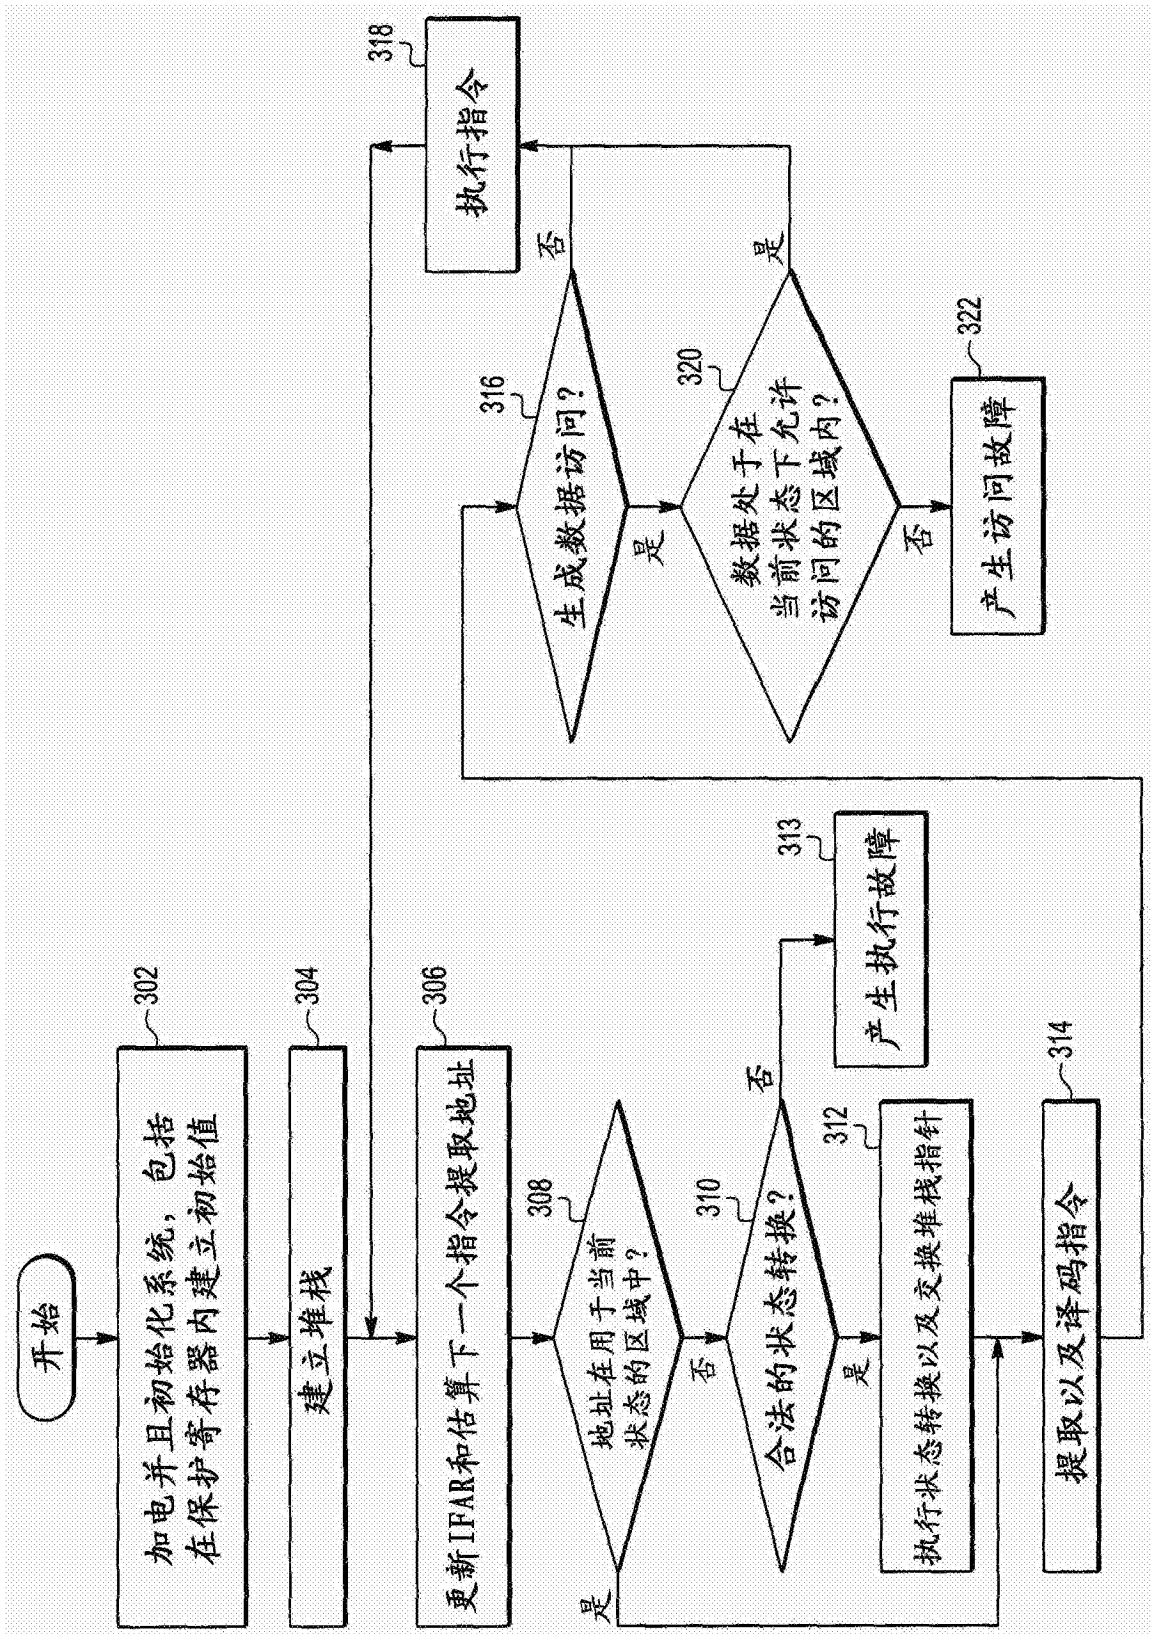 开始
302
加电并且初始化系统，包括
在保护寄存器内建立初始值
304
建立堆栈
306
更新IFAR和估算下一个指令提取地址
308
地址在用于当前
状态的区域中？
是
否
310
合法的状态转换？
否
是
313
产生执行故障
312
执行状态转换以及交换堆栈指针
314
提取以及译码指令
316
生成数据访问？
否
是
318
执行指令
320
数据处于在
当前状态下允许
访问的区域内？
是
否
322
产生访问故障